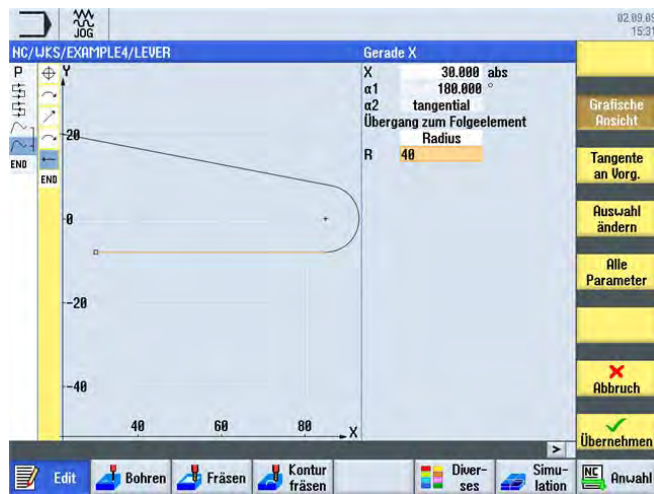 JOG
02.09.09
15:31
NC/WKS/EXAMPLE4/LEVER
Gerade X
P
END
END
Y
20
0
-20
-40
40
60
80
X
X 30.000 abs
α1 180.000 °
α2 tangential
Übergang zum Folgeelement
Radius
R 40
Grafische
Ansicht
Tangente
an Vorg.
Auswahl
ändern
Alle
Parameter
Abbruch
Übernehmen
>
Edit
Bohren
Fräsen
Kontur
fräsen
Diver-
ses
Simu-
lation
NC
Anwahl